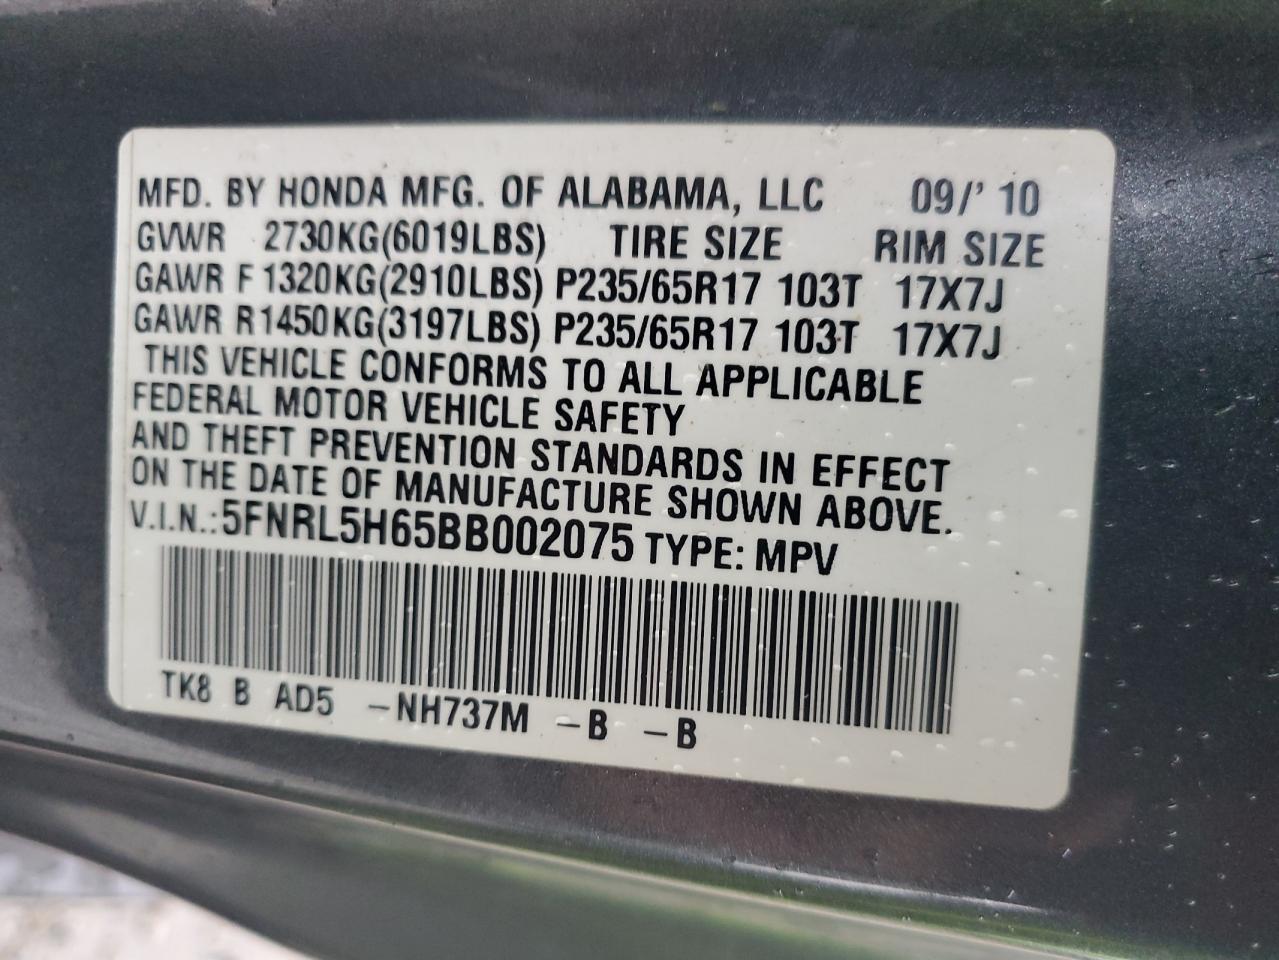 MFD. BY HONDA MFG. OF ALABAMA, LLC 09/' 10
GVWR 2730KG(6019LBS) TIRE SIZE RIM SIZE
GAWR F 1320KG(2910LBS) P235/65R17 103T 17X7J
GAWR R1450KG(3197LBS) P235/65R17 103T 17X7J
THIS VEHICLE CONFORMS TO ALL APPLICABLE
FEDERAL MOTOR VEHICLE SAFETY
AND THEFT PREVENTION STANDARDS IN EFFECT
ON THE DATE OF MANUFACTURE SHOWN ABOVE.
V.I.N.:5FNRL5H65BB002075 TYPE: MPV
TK8 B AD5 -NH737M -B -B